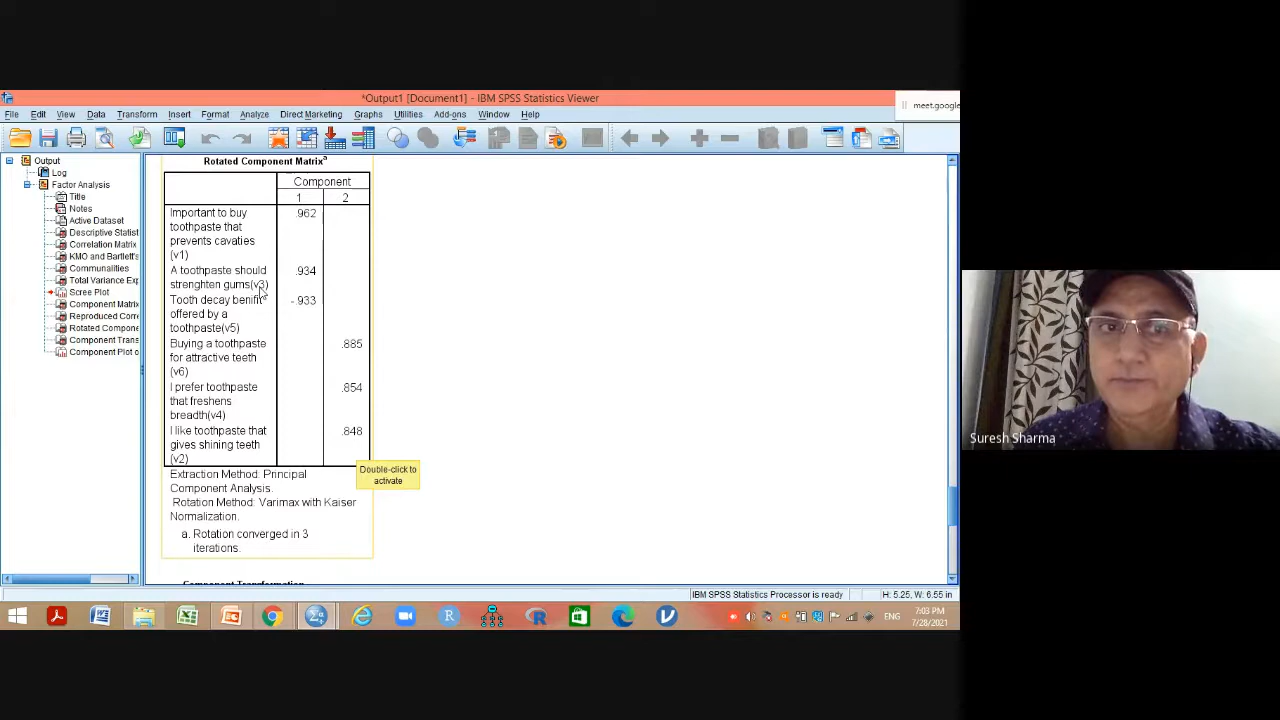 *Output1 [Document1] - IBM SPSS Statistics Viewer
meet.google
File Edit View Data Transform Insert Format Analyze Direct Marketing Graphs Utilities Add-ons Window Help
Output
Log
Factor Analysis
Title
Notes
Active Dataset
Descriptive Statist
Correlation Matrix
KMO and Bartlett's
Communalities
Total Variance Exp
Scree Plot
Component Matrix
Reproduced Corre
Rotated Compone
Component Trans
Component Plot o
Rotated Component Matrixa
Component
1 2
Important to buy .962
toothpaste that
prevents cavaties
(v1)
A toothpaste should .934
strenghten gums(v3)
Tooth decay benifit -.933
offered by a
toothpaste(v5)
Buying a toothpaste .885
for attractive teeth
(v6)
I prefer toothpaste .854
that freshens
breadth(v4)
I like toothpaste that .848
gives shining teeth
(v2)
Double-click to
activate
Extraction Method: Principal
Component Analysis.
Rotation Method: Varimax with Kaiser
Normalization.
a. Rotation converged in 3
iterations.
Component Transformation
IBM SPSS Statistics Processor is ready H: 5.25, W: 6.55 in
ENG
7:03 PM
7/28/2021
Suresh Sharma